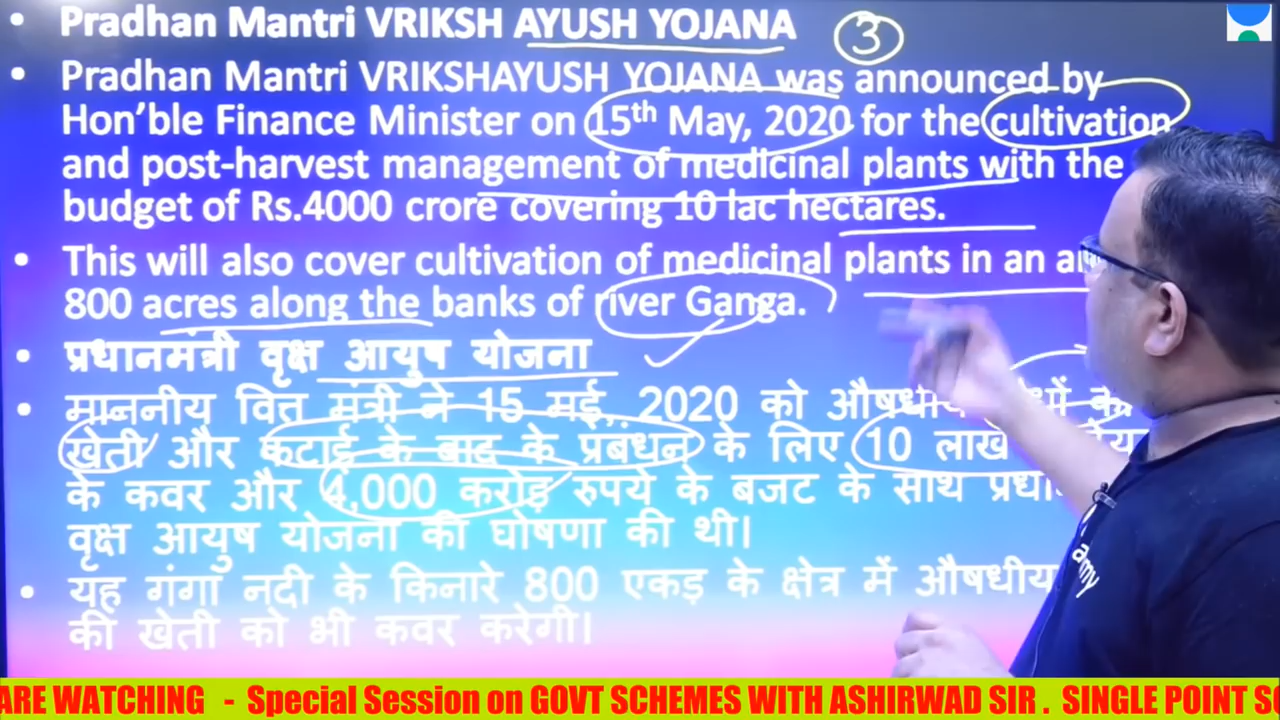 Pradhan Mantri VRIKSH AYUSH YOJANA
3
Pradhan Mantri VRIKSHAYUSH YOJANA was announced by
Hon'ble Finance Minister on 15th May, 2020 for the cultivation
and post-harvest management of medicinal plants with the
budget of Rs.4000 crore covering 10 lac hectares.
This will also cover cultivation of medicinal plants in an
800 acres along the banks of river Ganga.
प्रधानमंत्री वृक्ष आयुष योजना
माननीय वित्त मंत्री ने 15 मई, 2020 को
खेती और कटाई के बाद के प्रबंधन के लिए 10 लाख
के कवर और 4,000 करोड़ रुपये के बजट के साथ
वृक्ष आयुष योजना की घोषणा की थी।
यह गंगा नदी के किनारे 800 एकड़ के क्षेत्र में औषधीय
की खेती को भी कवर करेगी।
ARE WATCHING - Special Session on GOVT SCHEMES WITH ASHIRWAD SIR . SINGLE POINT